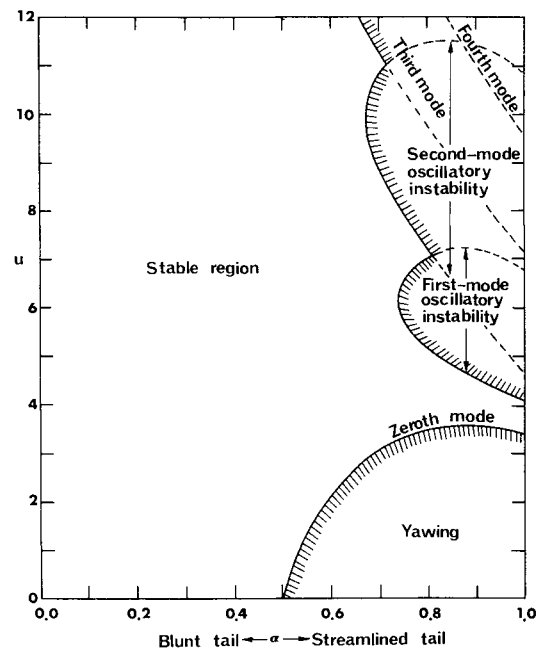 12
10
8
u
6
4
2
0
Third mode
Fourth mode
Second-mode
oscillatory
instability
Stable region
First-mode
oscillatory
instability
Zeroth mode
Yawing
0.0 0.2 0.4 0.6 0.8 1.0
Blunt tail ← α → Streamlined tail